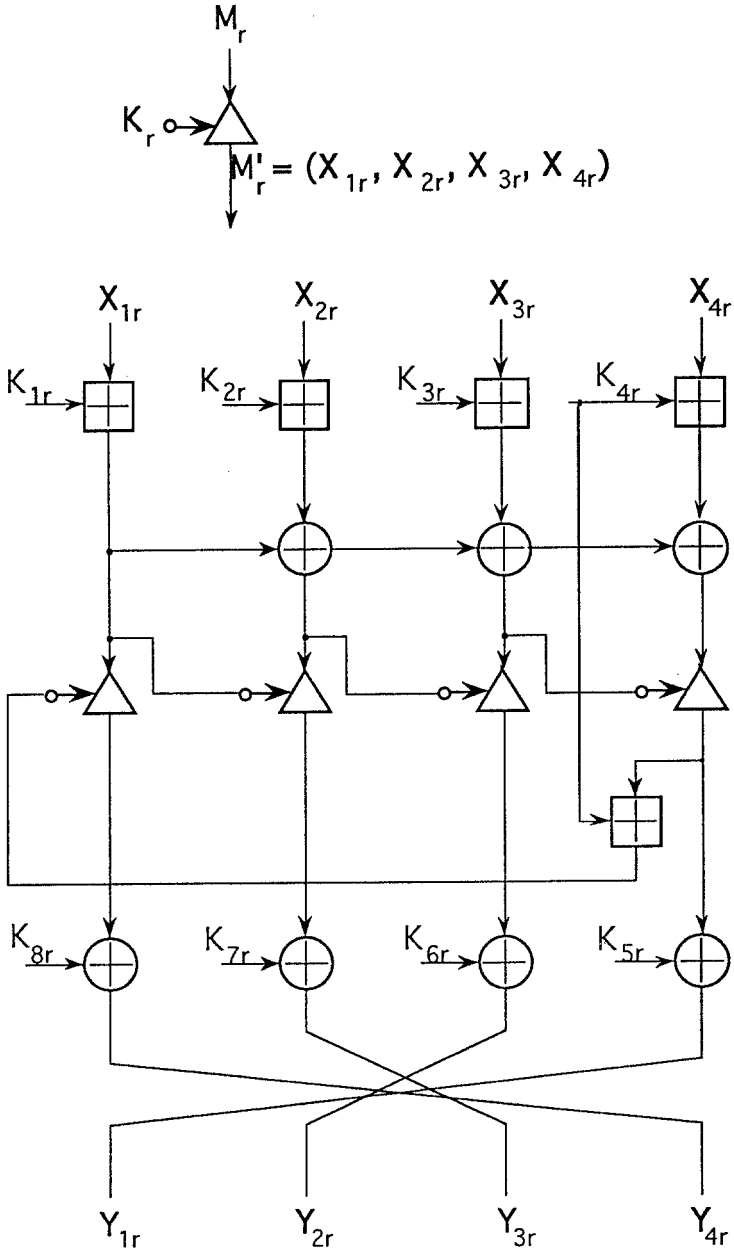 M_r
K_r
M'_r = (X_1r, X_2r, X_3r, X_4r)
X_1r X_2r X_3r X_4r
K_1r K_2r K_3r K_4r
K_8r K_7r K_6r K_5r
Y_1r Y_2r Y_3r Y_4r